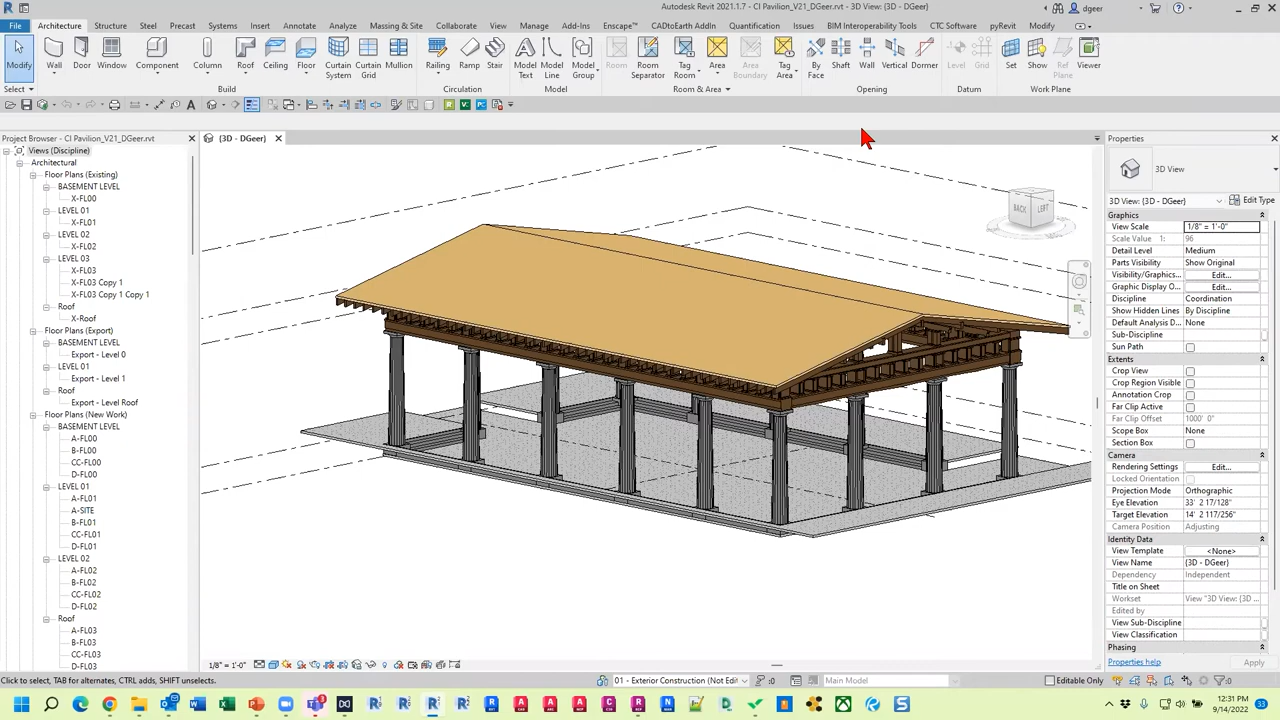 Autodesk Revit 2021.1.7 - CI Pavilion_V21_DGeer.rvt - 3D View: {3D - DGeer}
dgeer
File Architecture Structure Steel Precast Systems Insert Annotate Analyze Massing & Site Collaborate View Manage Add-Ins Enscape™ CADtoEarth Added Quantification Issues BIM Interoperability Tools CTC Software pyRevit Modify
Modify Wall Door Window Component Column Roof Ceiling Floor Curtain System Curtain Grid Mullion Railing Ramp Stair Model Text Model Line Model Group Room Room Separator Tag Room Area Area Boundary Tag Area By Face Shaft Wall Vertical Dormer Level Grid Set Show Ref Plane Viewer
Select Build Circulation Model Room & Area Opening Datum Work Plane
Project Browser - CI Pavilion_V21_DGeer.rvt
Views (Discipline)
Architectural
Floor Plans (Existing)
BASEMENT LEVEL
X-FL00
LEVEL 01
X-FL01
LEVEL 02
X-FL02
LEVEL 03
X-FL03
X-FL03 Copy 1
X-FL03 Copy 1 Copy 1
Roof
X-Roof
Floor Plans (Export)
BASEMENT LEVEL
Export - Level 0
LEVEL 01
Export - Level 1
Roof
Export - Level Roof
Floor Plans (New Work)
BASEMENT LEVEL
A-FL00
B-FL00
CC-FL00
D-FL00
LEVEL 01
A-FL01
A-SITE
B-FL01
CC-FL01
D-FL01
LEVEL 02
A-FL02
B-FL02
CC-FL02
D-FL02
Roof
A-FL03
B-FL03
CC-FL03
D-FL03
{3D - DGeer}
BACK LEFT
Properties
3D View
3D View: {3D - DGeer} Edit Type
Graphics
View Scale 1/8" = 1'-0"
Scale Value 1: 96
Detail Level Medium
Parts Visibility Show Original
Visibility/Graphics... Edit...
Graphic Display O... Edit...
Discipline Coordination
Show Hidden Lines By Discipline
Default Analysis D... None
Sub-Discipline
Sun Path
Extents
Crop View
Crop Region Visible
Annotation Crop
Far Clip Active
Far Clip Offset 1000' 0"
Scope Box None
Section Box
Camera
Rendering Settings Edit...
Locked Orientation
Projection Mode Orthographic
Eye Elevation 33' 2 17/128"
Target Elevation 14' 2 117/256"
Camera Position Adjusting
Identity Data
View Template <None>
View Name {3D - DGeer}
Dependency Independent
Title on Sheet
Workset View "3D View: {3D ...
Edited by
View Sub-Discipline
View Classification
Phasing
Properties help Apply
1/8" = 1'-0"
Click to select, TAB for alternates, CTRL adds, SHIFT unselects.
01 - Exterior Construction (Not Edit
:0
Main Model
Editable Only
:0
12:31 PM
9/14/2022
33